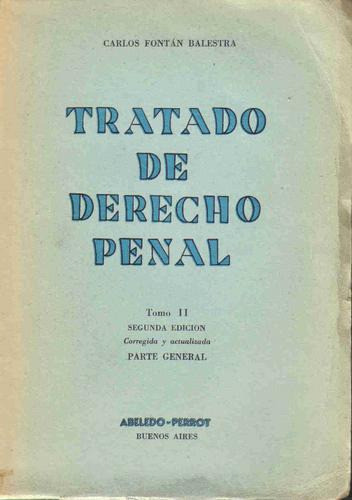 CARLOS FONTÁN BALESTRA
TRATADO
DE
DERECHO
PENAL
Tomo II
SEGUNDA EDICION
Corregida y actualizada
PARTE GENERAL
ABELEDO-PERROT
BUENOS AIRES